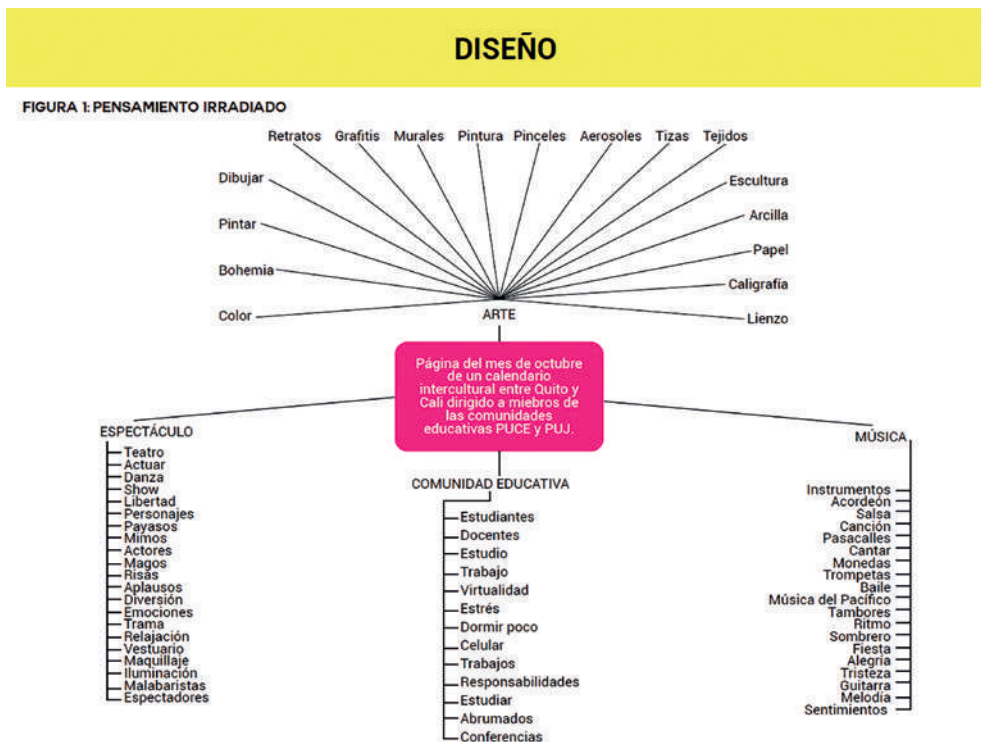 DISEÑO
FIGURA 1: PENSAMIENTO IRRADIADO
Retratos Grafitis Murales Pintura Pinceles Aerosoles Tizas Tejidos
Dibujar
Escultura
Pintar
Arcilla
Bohemia
Papel
Color
Caligrafía
Lienzo
ARTE
Página del mes de octubre
de un calendario
intercultural entre Quito y
Cali dirigido a miebros de
las comunidades
educativas PUCE y PUJ.
ESPECTÁCULO
Teatro
Actuar
Danza
Show
Libertad
Personajes
Payasos
Mimos
Actores
Magos
Risas
Aplausos
Diversión
Emociones
Trama
Relajación
Vestuario
Maquillaje
Iluminación
Malabaristas
Espectadores
COMUNIDAD EDUCATIVA
Estudiantes
Docentes
Estudio
Trabajo
Virtualidad
Estrés
Dormir poco
Celular
Trabajos
Responsabilidades
Estudiar
Abrumados
Conferencias
MÚSICA
Instrumentos
Acordeón
Salsa
Canción
Pasacalles
Cantar
Monedas
Trompetas
Baile
Música del Pacífico
Tambores
Ritmo
Sombrero
Fiesta
Alegría
Tristeza
Guitarra
Melodía
Sentimientos